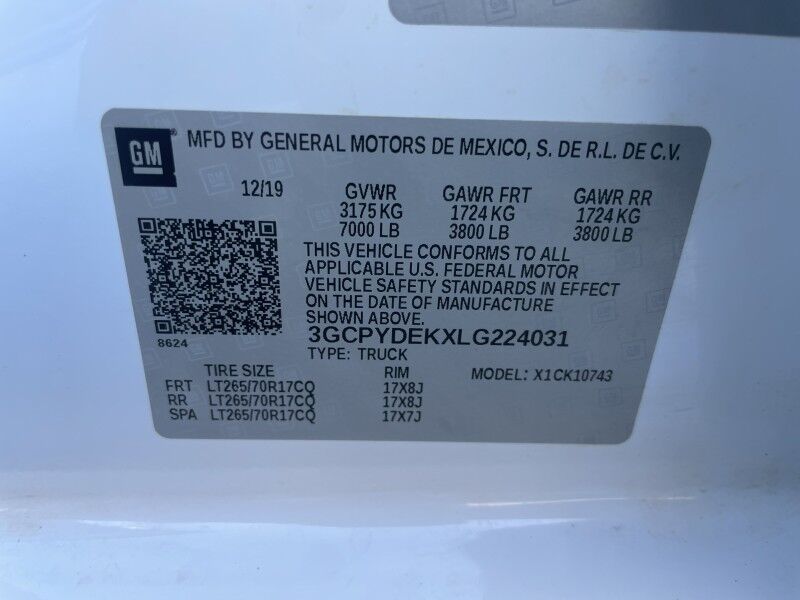 GM
MFD BY GENERAL MOTORS DE MEXICO, S. DE R.L. DE C.V.
12/19 GVWR GAWR FRT GAWR RR
3175 KG 1724 KG 1724 KG
7000 LB 3800 LB 3800 LB
THIS VEHICLE CONFORMS TO ALL
APPLICABLE U.S. FEDERAL MOTOR
VEHICLE SAFETY STANDARDS IN EFFECT
ON THE DATE OF MANUFACTURE
SHOWN ABOVE.
8624 3GCPYDEKXLG224031
TYPE: TRUCK
TIRE SIZE RIM MODEL: X1CK10743
FRT LT265/70R17CQ 17X8J
RR LT265/70R17CQ 17X8J
SPA LT265/70R17CQ 17X7J